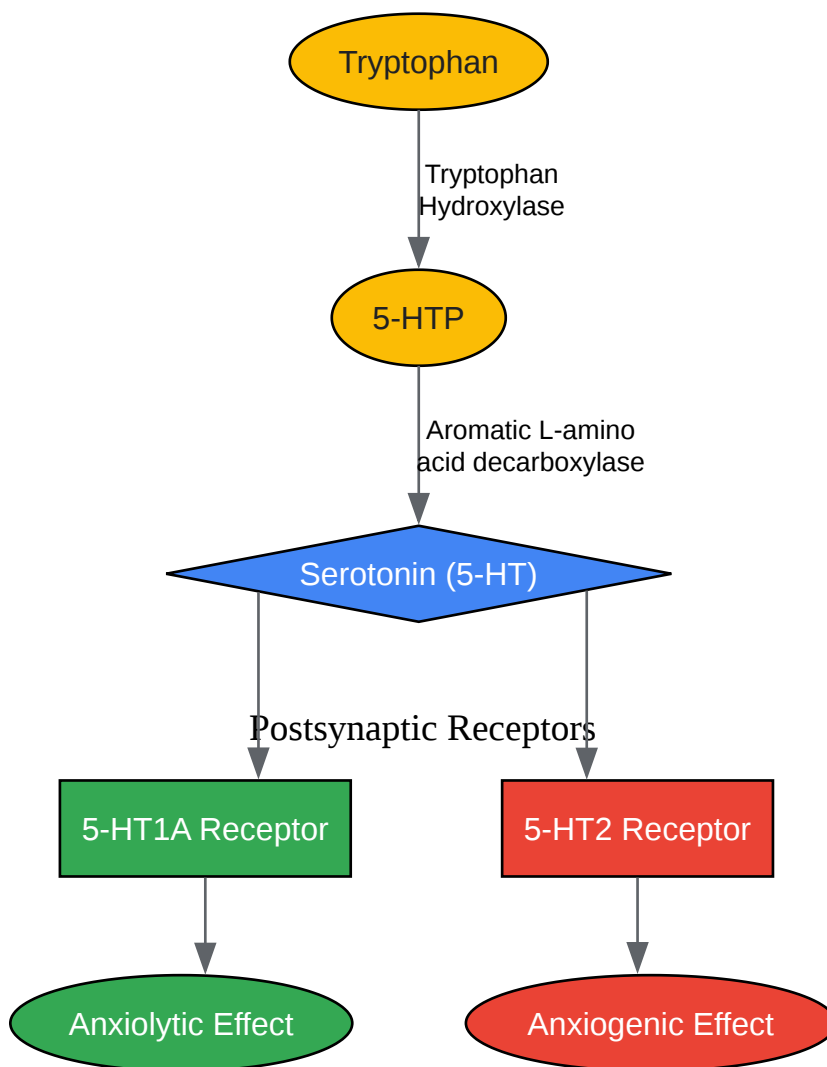 Tryptophan
Tryptophan
Hydroxylase
5-HTP
Aromatic L-amino
acid decarboxylase
Serotonin (5-HT)
Postsynaptic Receptors
5-HT1A Receptor
5-HT2 Receptor
Anxiolytic Effect
Anxiogenic Effect